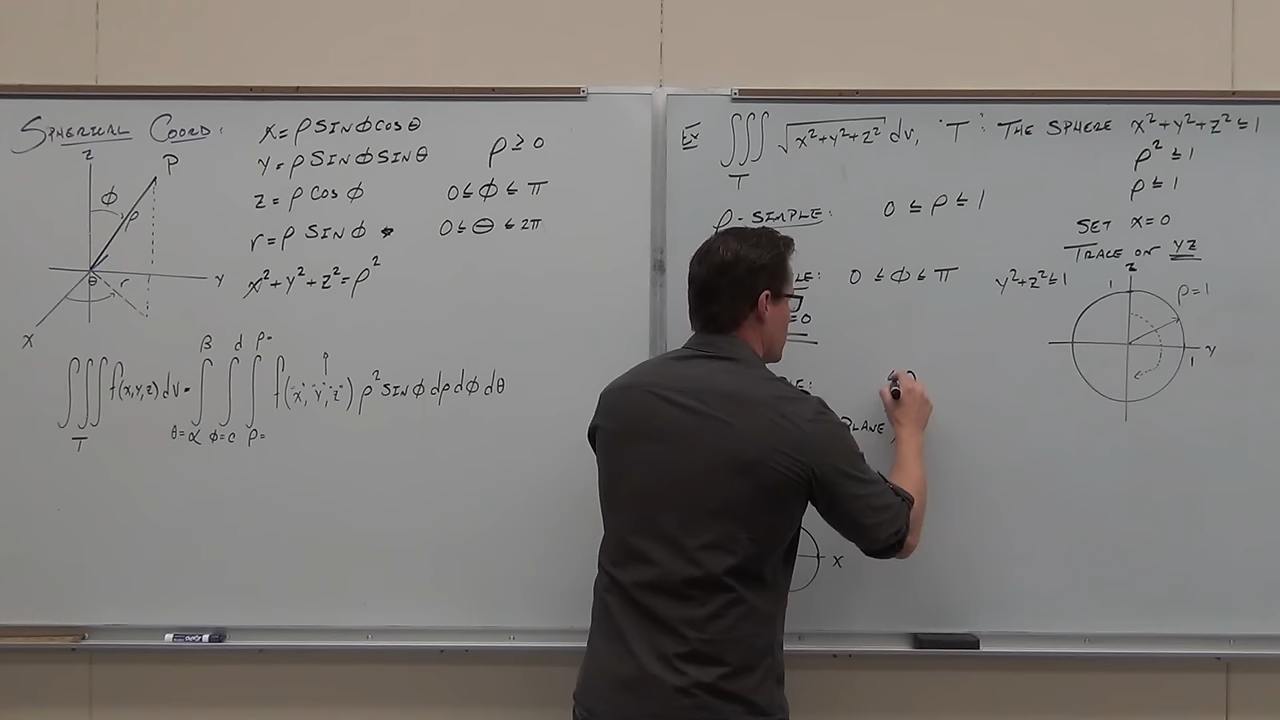 SPHERICAL COORD:
x = ρ SIN φ COS θ
y = ρ SIN φ SIN θ
z = ρ COS φ
r = ρ SIN φ
x² + y² + z² = ρ²
ρ ≥ 0
0 ≤ φ ≤ π
0 ≤ θ ≤ 2π
z
P
φ
ρ
θ
r
y
x
∭ f(x,y,z) dv = ∫ ∫ ∫ f("x","y","z") ρ² SIN φ dρ dφ dθ
T
β d ρ=
θ=α φ=c ρ=
Ex ∭ √x²+y²+z² dv, "T": THE SPHERE x²+y²+z² ≤ 1
T
ρ² ≤ 1
ρ ≤ 1
ρ-SIMPLE: 0 ≤ ρ ≤ 1
SET x=0
TRACE ON YZ
0 ≤ φ ≤ π
y²+z² ≤ 1
=0
z
1
ρ=1
1
y
PLANE
x